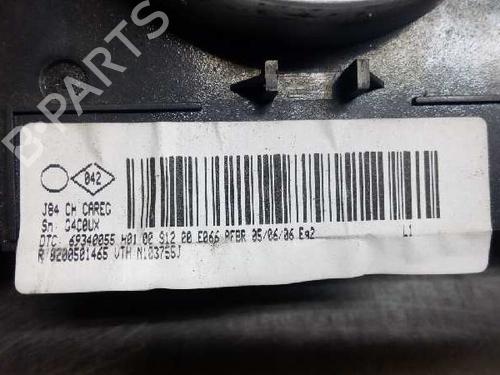 B-PARTS
042
J84 CH CAREG
Sn: G4C0UX
DTC 69340055 H01 00 S12 00 E066 PFBR 05/06/06 Eq2 L1
R 8200501465 VTH N103755J